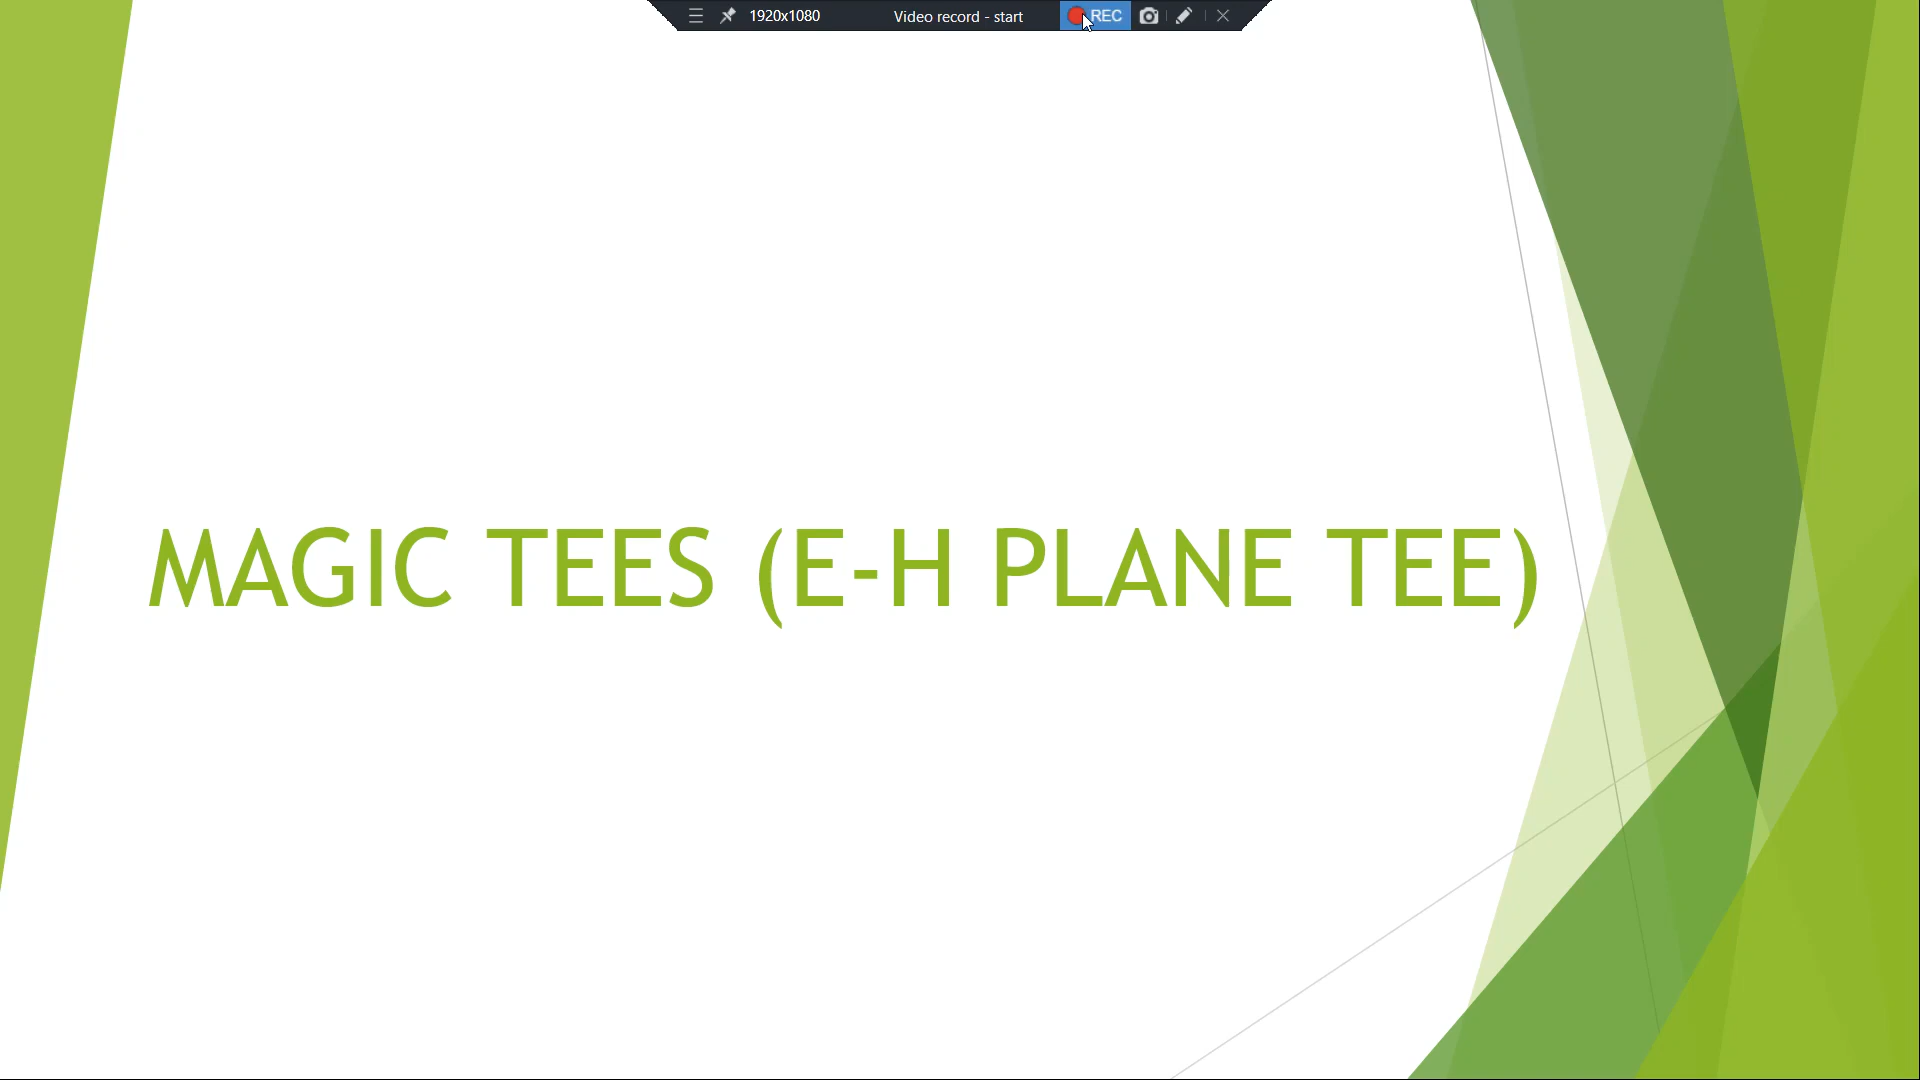 1920x1080 Video record - start REC
MAGIC TEES (E-H PLANE TEE)